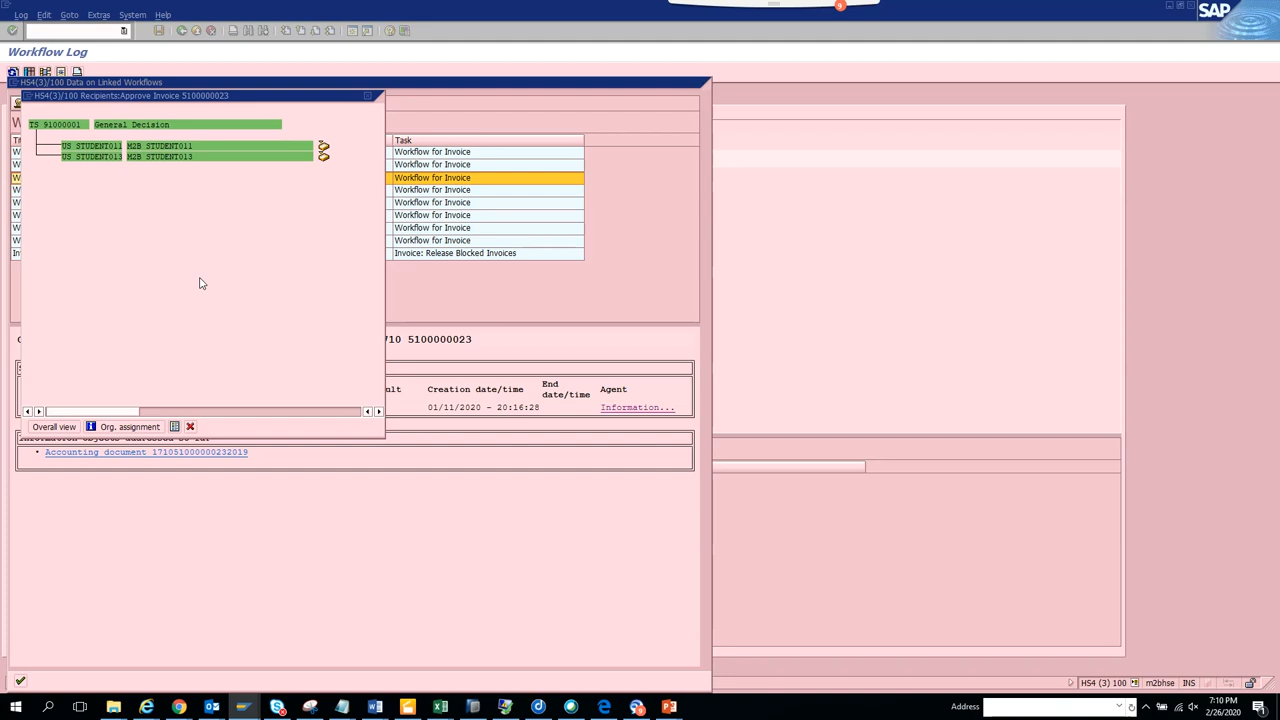 Log Edit Goto Extras System Help
9
SAP
Workflow Log
HS4(3)/100 Data on Linked Workflows
HS4(3)/100 Recipients:Approve Invoice 5100000023
TS 91000001 General Decision
US STUDENT011 M2B STUDENT011
US STUDENT013 M2B STUDENT013
Task
Workflow for Invoice
Workflow for Invoice
Workflow for Invoice
Workflow for Invoice
Workflow for Invoice
Workflow for Invoice
Workflow for Invoice
Workflow for Invoice
Invoice: Release Blocked Invoices
710 5100000023
Creation date/time End date/time Agent
01/11/2020 - 20:16:28 Information...
Overall view Org. assignment
• Accounting document 171051000000232019
HS4 (3) 100 m2bhse INS
Address
7:10 PM
2/26/2020